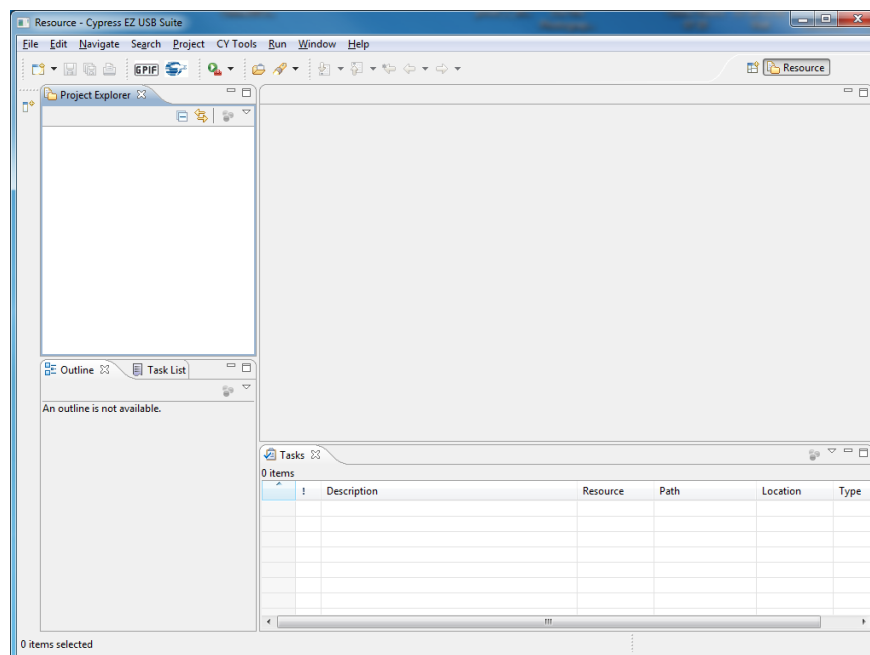 Resource - Cypress EZ USB Suite
File Edit Navigate Search Project CY Tools Run Window Help
GPIF
Resource
Project Explorer
Outline Task List
An outline is not available.
Tasks
0 items
! Description Resource Path Location Type
0 items selected